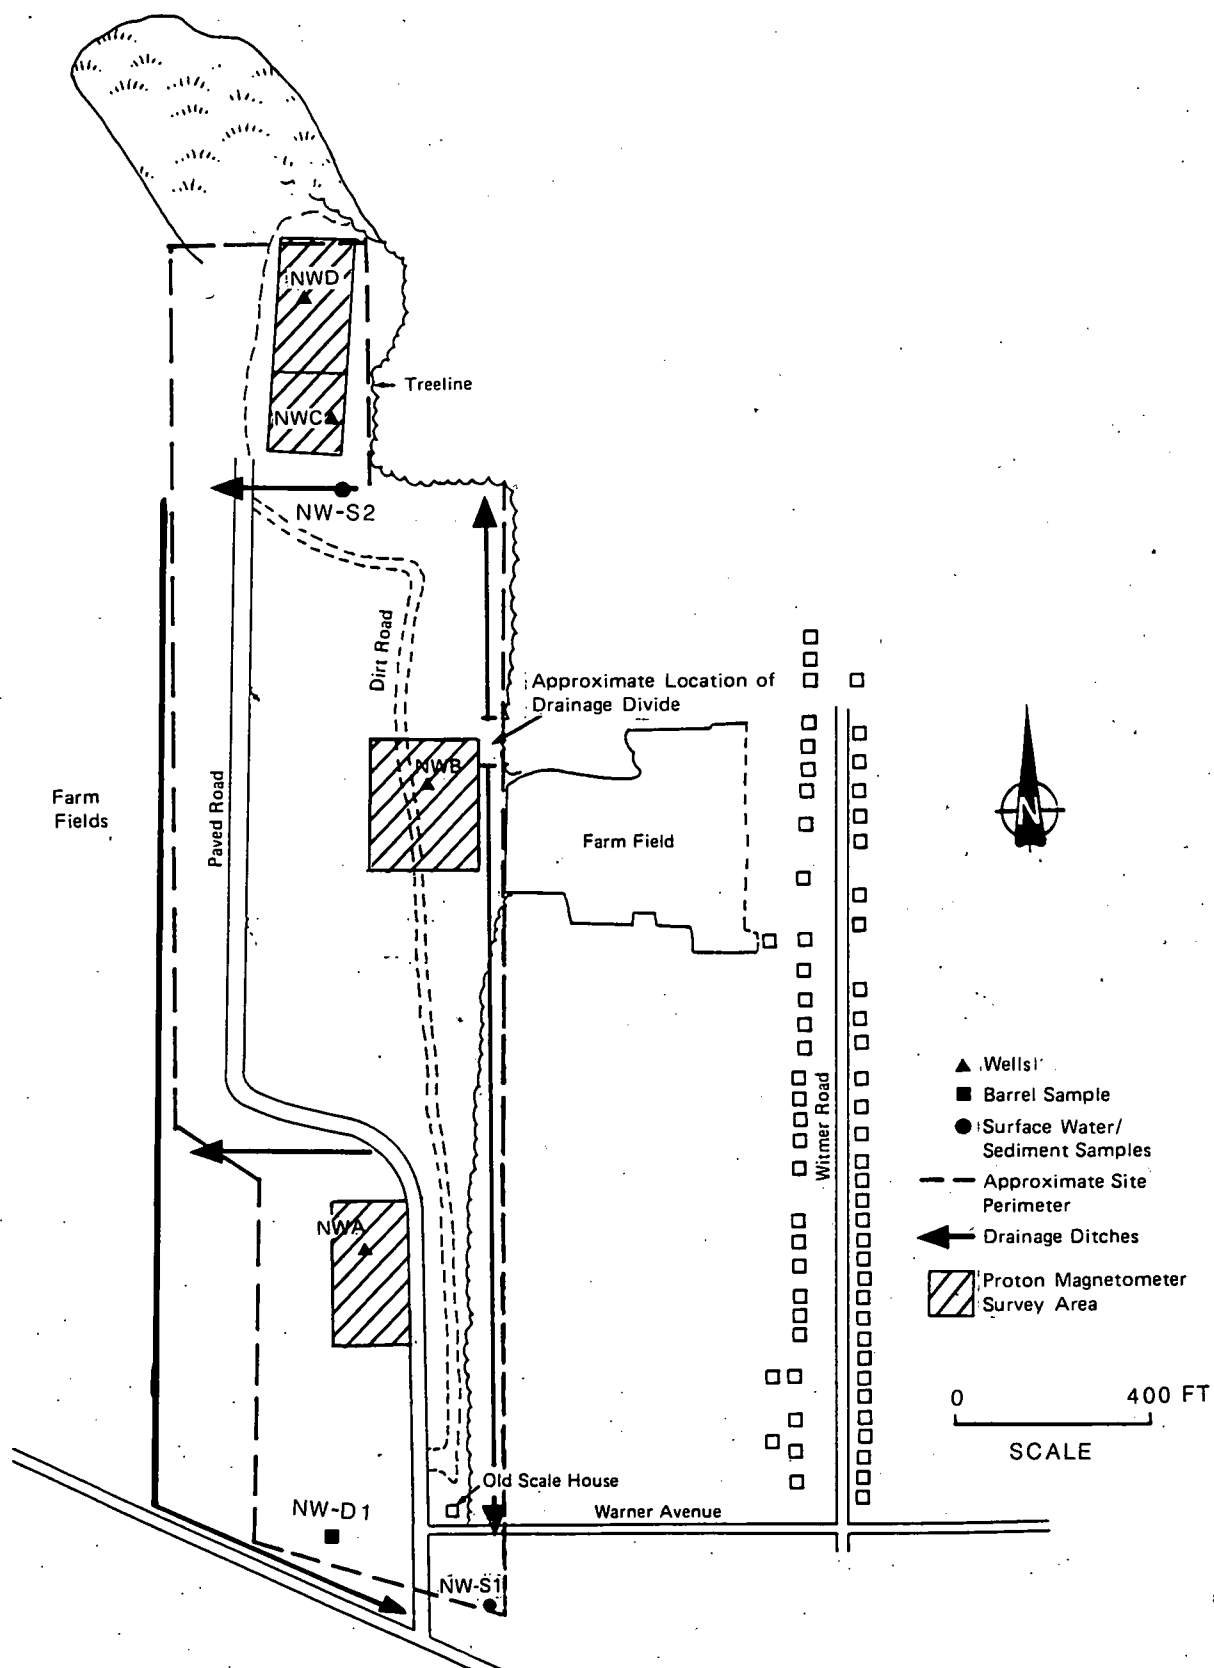 NWD
Treeline
NWC
NW-S2
Dirt Road
Approximate Location of
Drainage Divide
NWB
Farm
Fields
Paved Road
Farm Field
N
Wells
Barrel Sample
Surface Water/
Sediment Samples
Witmer Road
Approximate Site
Perimeter
Drainage Ditches
NWA
Proton Magnetometer
Survey Area
0 400 FT
SCALE
Old Scale House
NW-D1
Warner Avenue
NW-S1